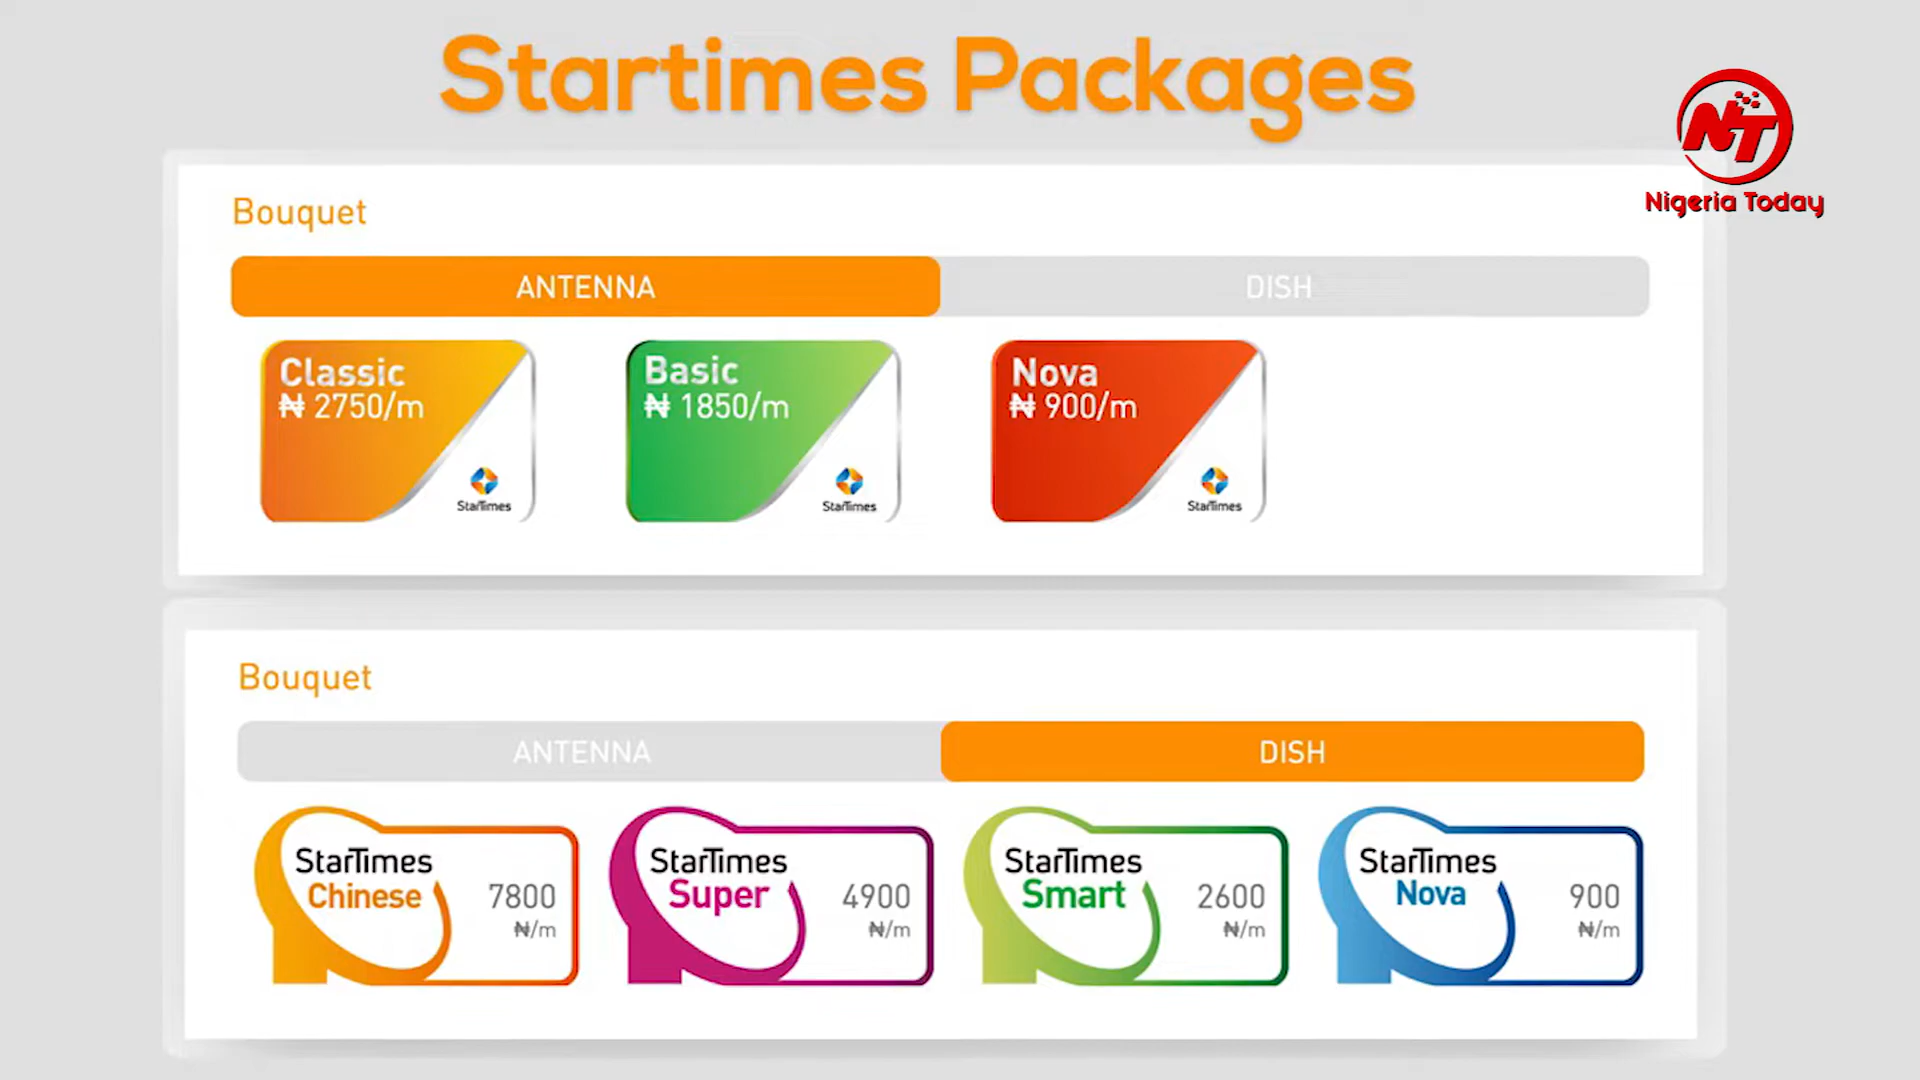 Startimes Packages
NT
Nigeria Today
Bouquet
ANTENNA
DISH
Classic
₦ 2750/m
StarTimes
Basic
₦ 1850/m
StarTimes
Nova
₦ 900/m
StarTimes
Bouquet
ANTENNA
DISH
StarTimes
Chinese
7800
₦/m
StarTimes
Super
4900
₦/m
StarTimes
Smart
2600
₦/m
StarTimes
Nova
900
₦/m